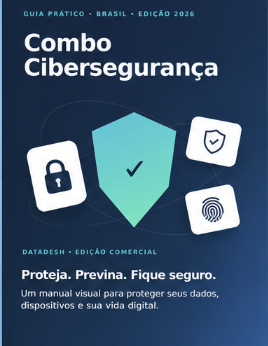 GUIA PRÁTICO • BRASIL • EDIÇÃO 2026
Combo
Cibersegurança
DATADESH • EDIÇÃO COMERCIAL
Proteja. Previna. Fique seguro.
Um manual visual para proteger seus dados,
dispositivos e sua vida digital.